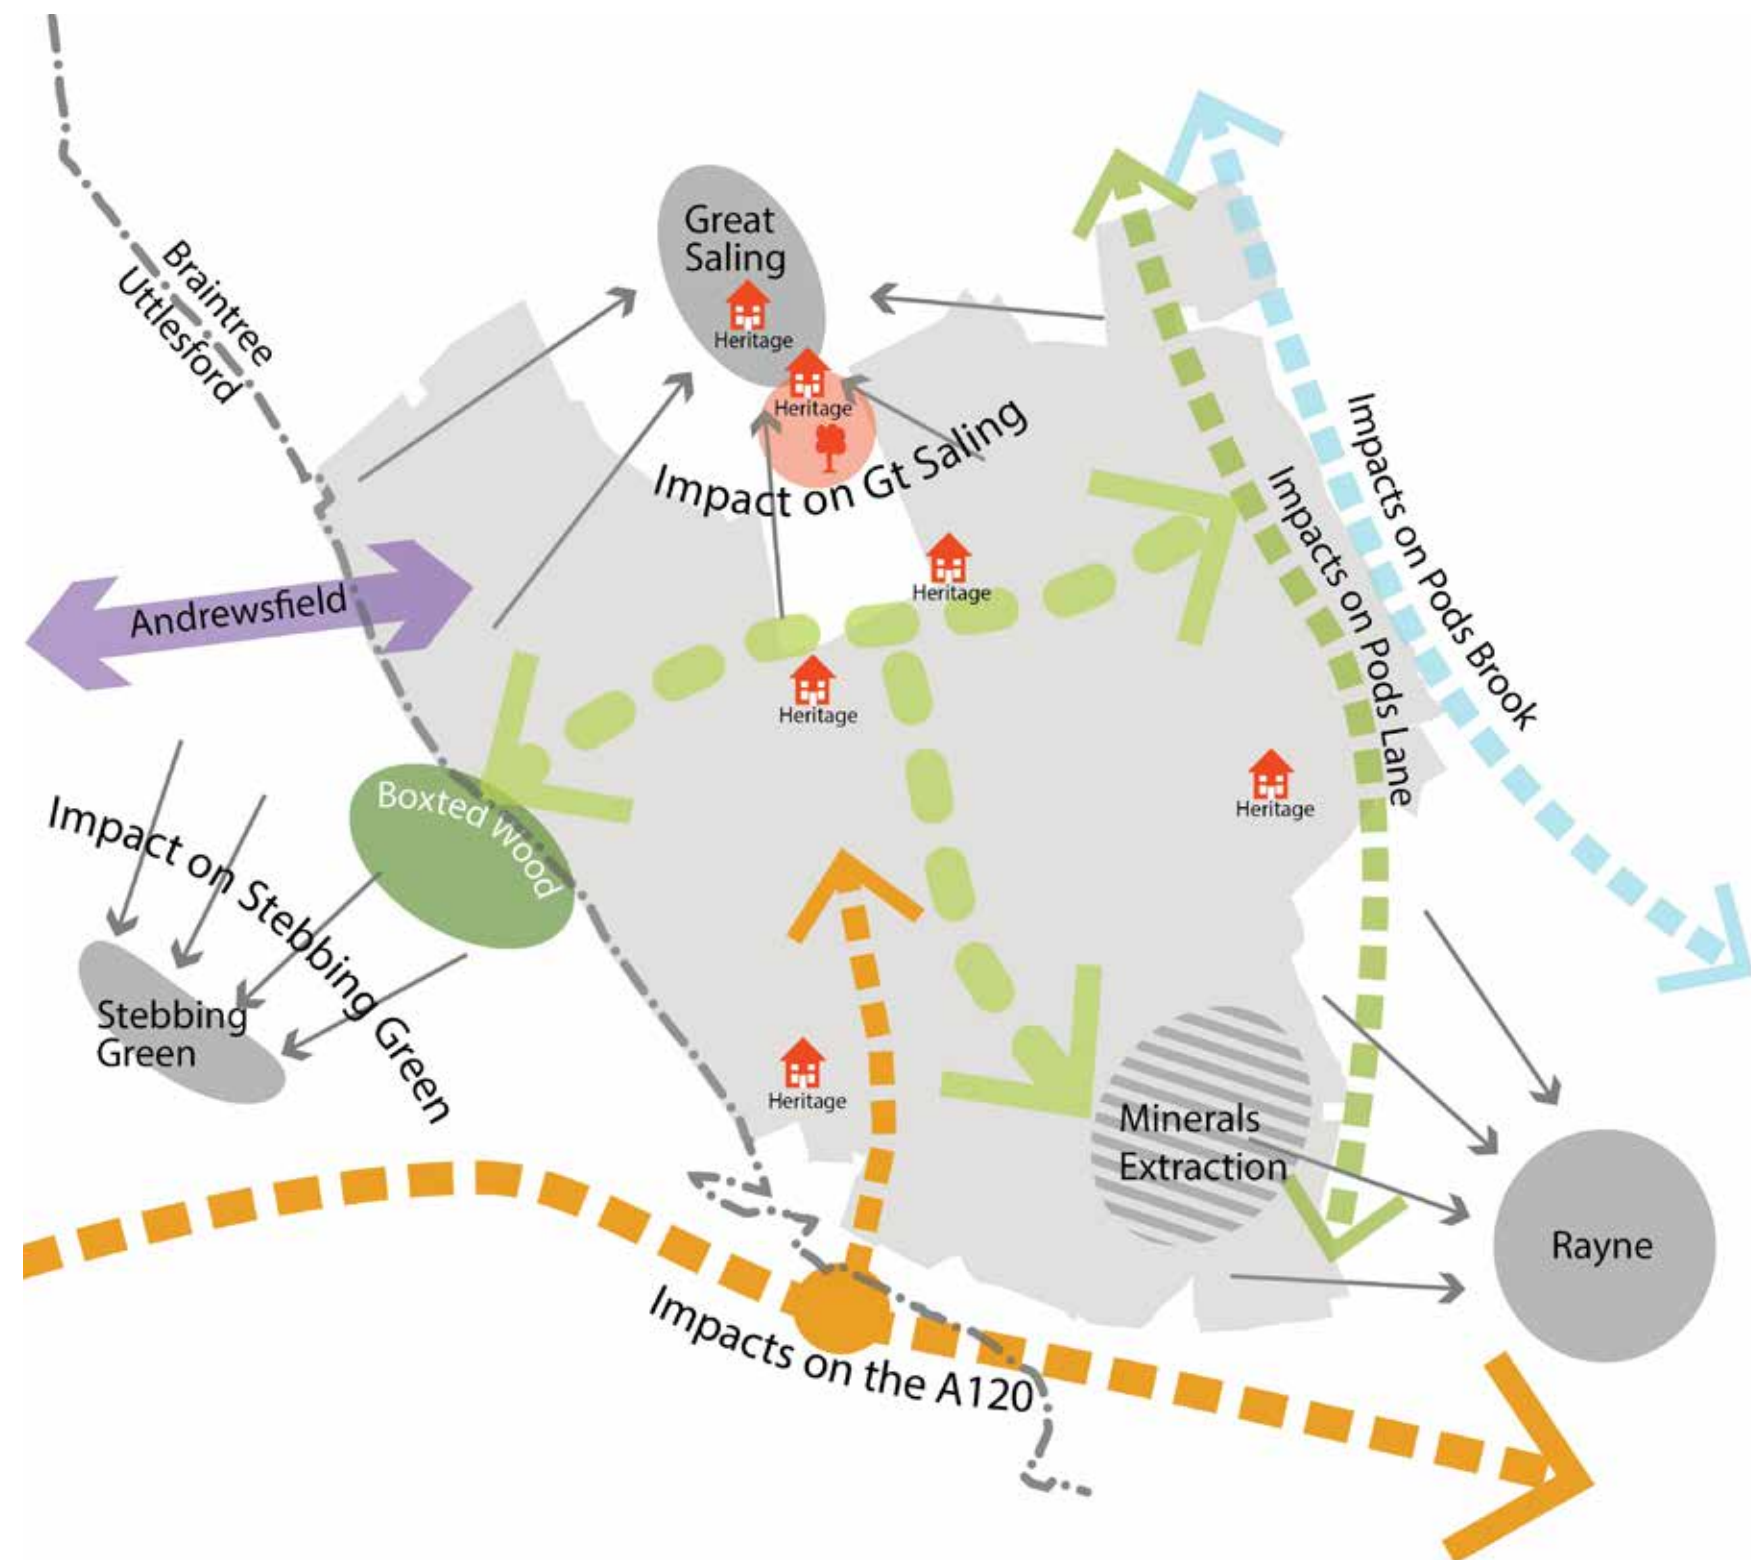 Great
Saling
Heritage
Braintree
Uttlesford
Heritage
Impact on Gt Saling
Impacts on Pods Brook
Impacts on Pods Lane
Heritage
Andrewsfield
Heritage
Heritage
Boxted wood
Impact on Stebbing Green
Stebbing
Green
Heritage
Minerals
Extraction
Rayne
Impacts on the A120